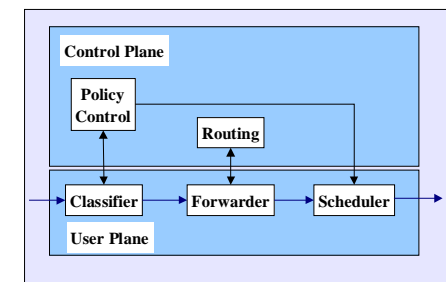 Control Plane
Policy
Control
Routing
Classifier
Forwarder
Scheduler
User Plane